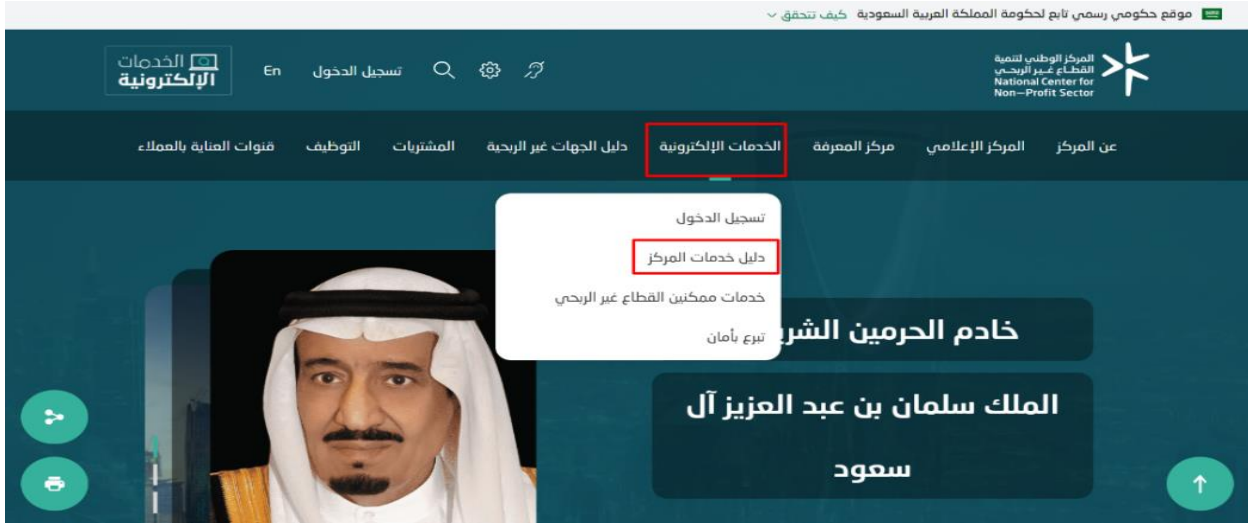 موقع حكومي رسمي تابع لحكومة المملكة العربية السعودية كيف تتحقق
المركز الوطني لتنمية
القطاع غير الربحي
National Center for
Non—Profit Sector
تسجيل الدخول
En
الخدمات
الإلكترونية
عن المركز
المركز الإعلامي
مركز المعرفة
الخدمات الإلكترونية
دليل الجهات غير الربحية
المشتريات
التوظيف
قنوات العناية بالعملاء
تسجيل الدخول
دليل خدمات المركز
خدمات ممكنين القطاع غير الربحي
تبرع بأمان
خادم الحرمين
الملك سلمان بن عبد العزيز آل
سعود